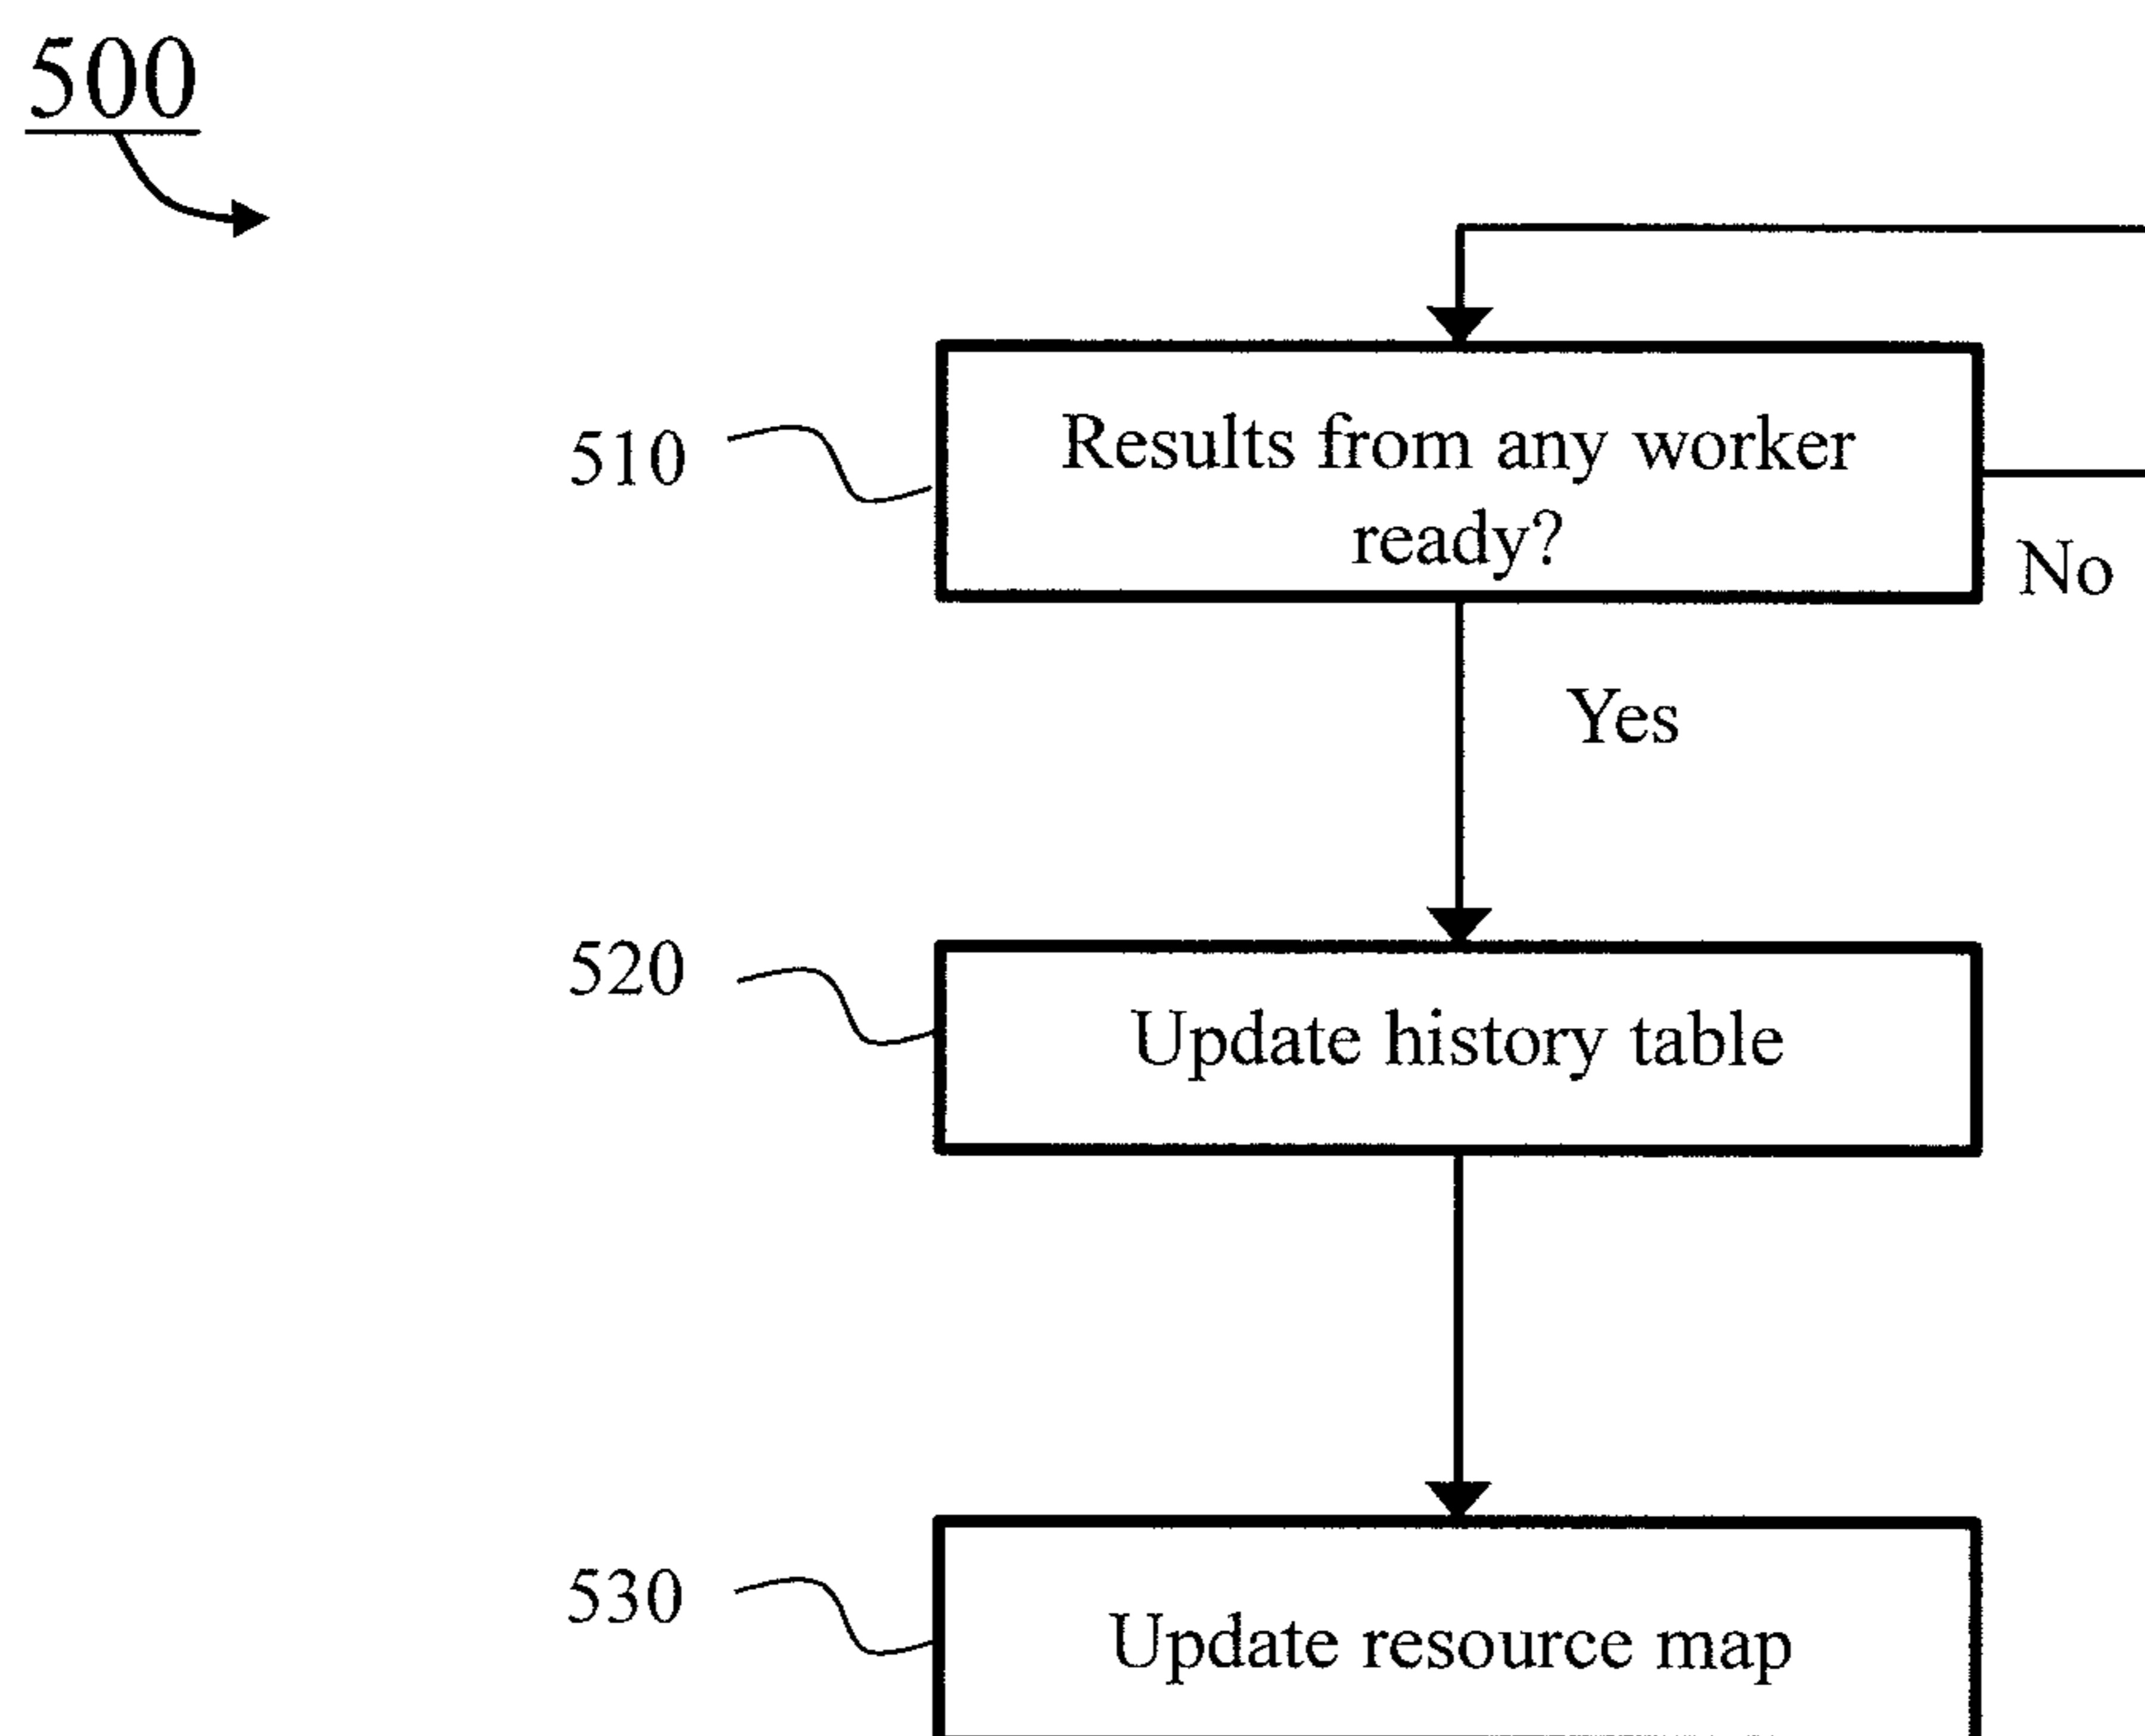 500
510
Results from any worker
ready?
No
Yes
520
Update history table
530
Update resource map